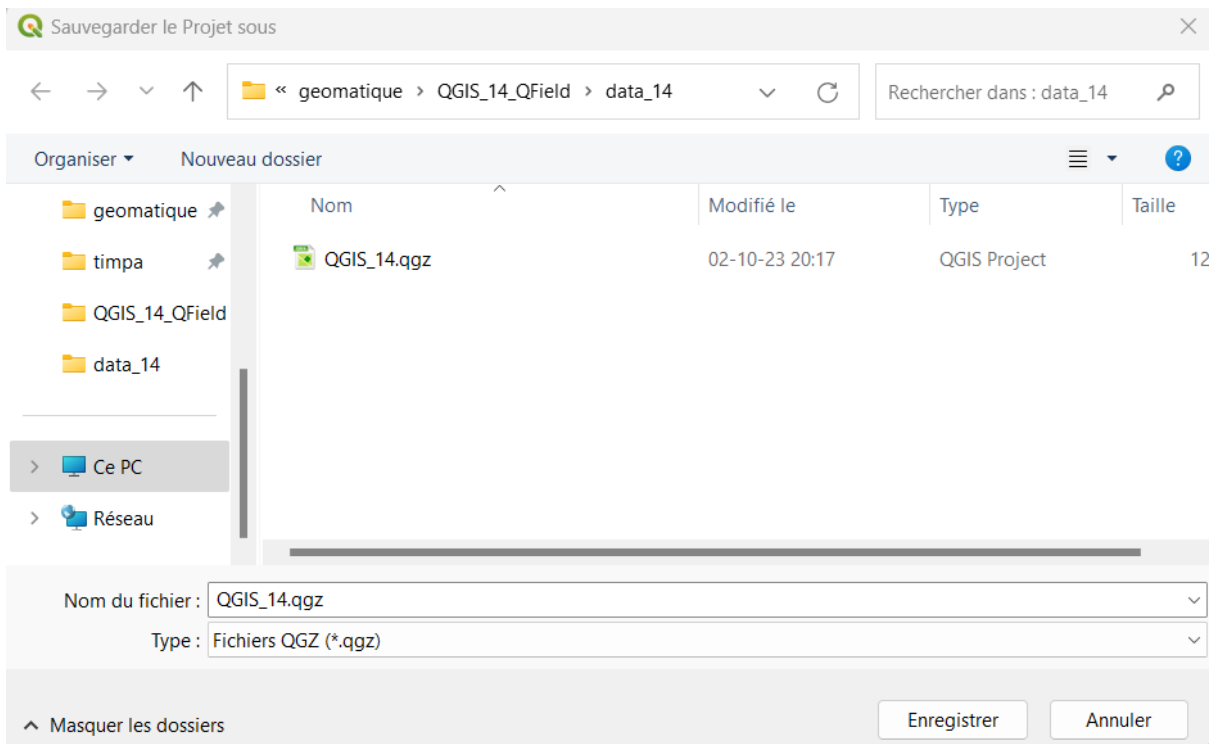 Sauvegarder le Projet sous
« geomatique > QGIS_14_QField > data_14
Rechercher dans : data_14
Organiser
Nouveau dossier
?
Nom
Modifié le
Type
Taille
geomatique
QGIS_14.qgz
02-10-23 20:17
QGIS Project
12
timpa
QGIS_14_QField
data_14
Ce PC
Réseau
Nom du fichier : QGIS_14.qgz
Type : Fichiers QGZ (*.qgz)
Masquer les dossiers
Enregistrer
Annuler